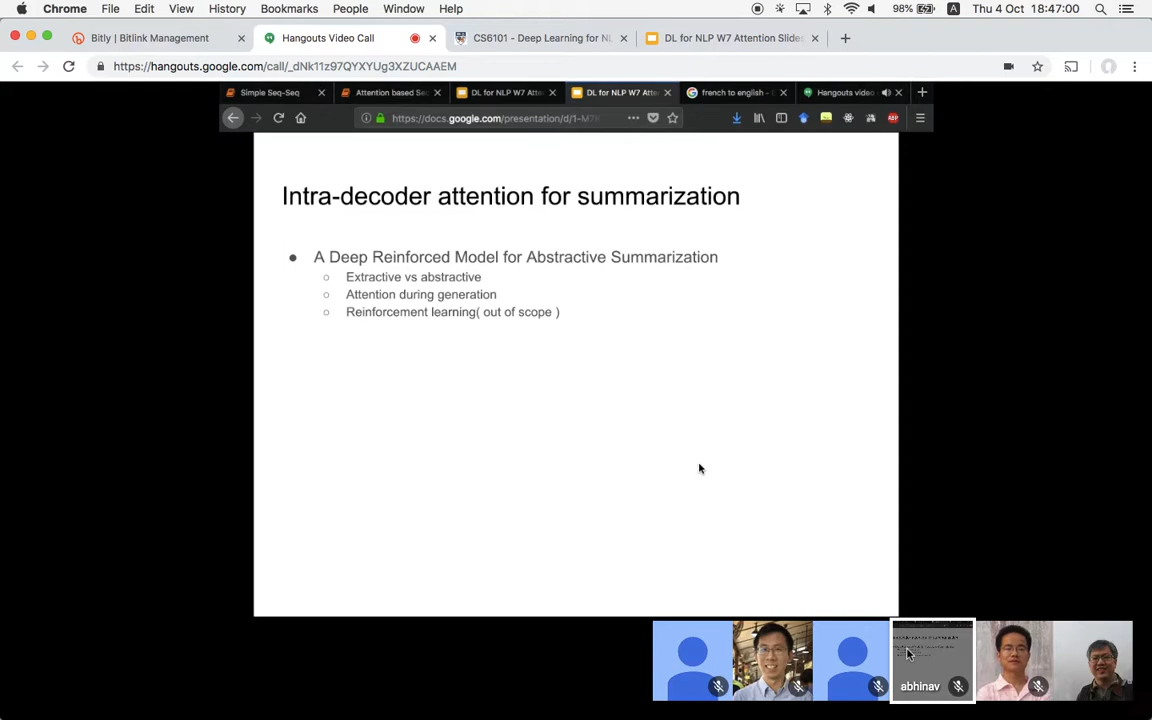 Chrome File Edit View History Bookmarks People Window Help 98% A Thu 4 Oct 18:47:00
Bitly | Bitlink Management Hangouts Video Call CS6101 - Deep Learning for NL DL for NLP W7 Attention Slides
https://hangouts.google.com/call/_dNk11z97QYXYUg3XZUCAAEM
Simple Seq-Seq Attention based Se DL for NLP W7 Atte DL for NLP W7 Atte french to english - Hangouts video
https://docs.google.com/presentation/d/1-M7 ABP
Intra-decoder attention for summarization
A Deep Reinforced Model for Abstractive Summarization
Extractive vs abstractive
Attention during generation
Reinforcement learning( out of scope )
abhinav